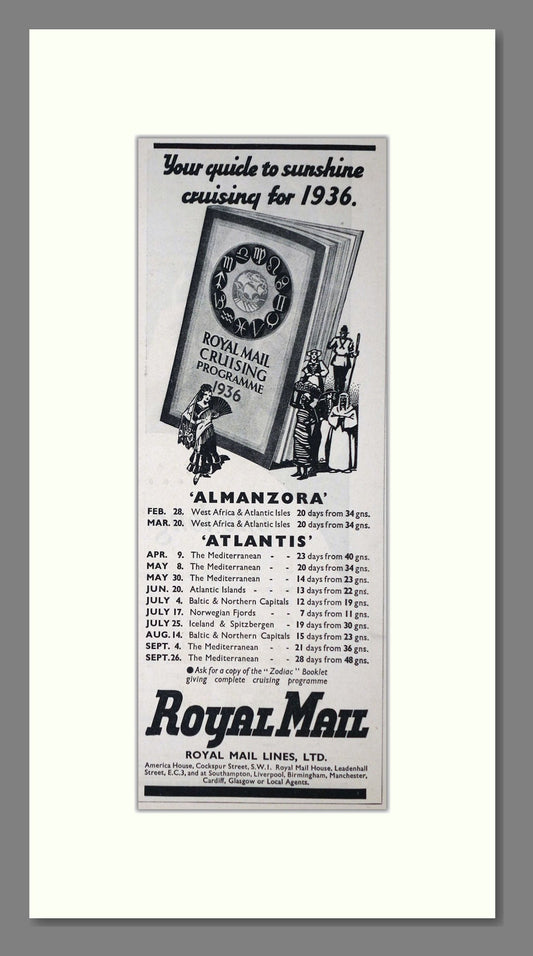 Your guide to sunshine
cruising for 1936.
ROYAL MAIL
CRUISING
PROGRAMME
1936
'ALMANZORA'
FEB. 28. West Africa & Atlantic Isles 20 days from 34 gns.
MAR. 20. West Africa & Atlantic Isles 20 days from 34 gns.
'ATLANTIS'
APR. 9. The Mediterranean - - 23 days from 40 gns.
MAY 8. The Mediterranean - - 20 days from 34 gns.
MAY 30. The Mediterranean - - 14 days from 23 gns.
JUN. 20. Atlantic Islands - - - 13 days from 22 gns.
JULY 4. Baltic & Northern Capitals 12 days from 19 gns.
JULY 17. Norwegian Fjords - - 7 days from 11 gns.
JULY 25. Iceland & Spitzbergen - 19 days from 30 gns.
AUG. 14. Baltic & Northern Capitals 15 days from 23 gns.
SEPT. 4. The Mediterranean - - 21 days from 36 gns.
SEPT. 26. The Mediterranean - - 28 days from 48 gns.
● Ask for a copy of the "Zodiac" Booklet
giving complete cruising programme
ROYAL MAIL
ROYAL MAIL LINES, LTD.
America House, Cockspur Street, S.W.1. Royal Mail House, Leadenhall
Street, E.C.3, and at Southampton, Liverpool, Birmingham, Manchester,
Cardiff, Glasgow or Local Agents.